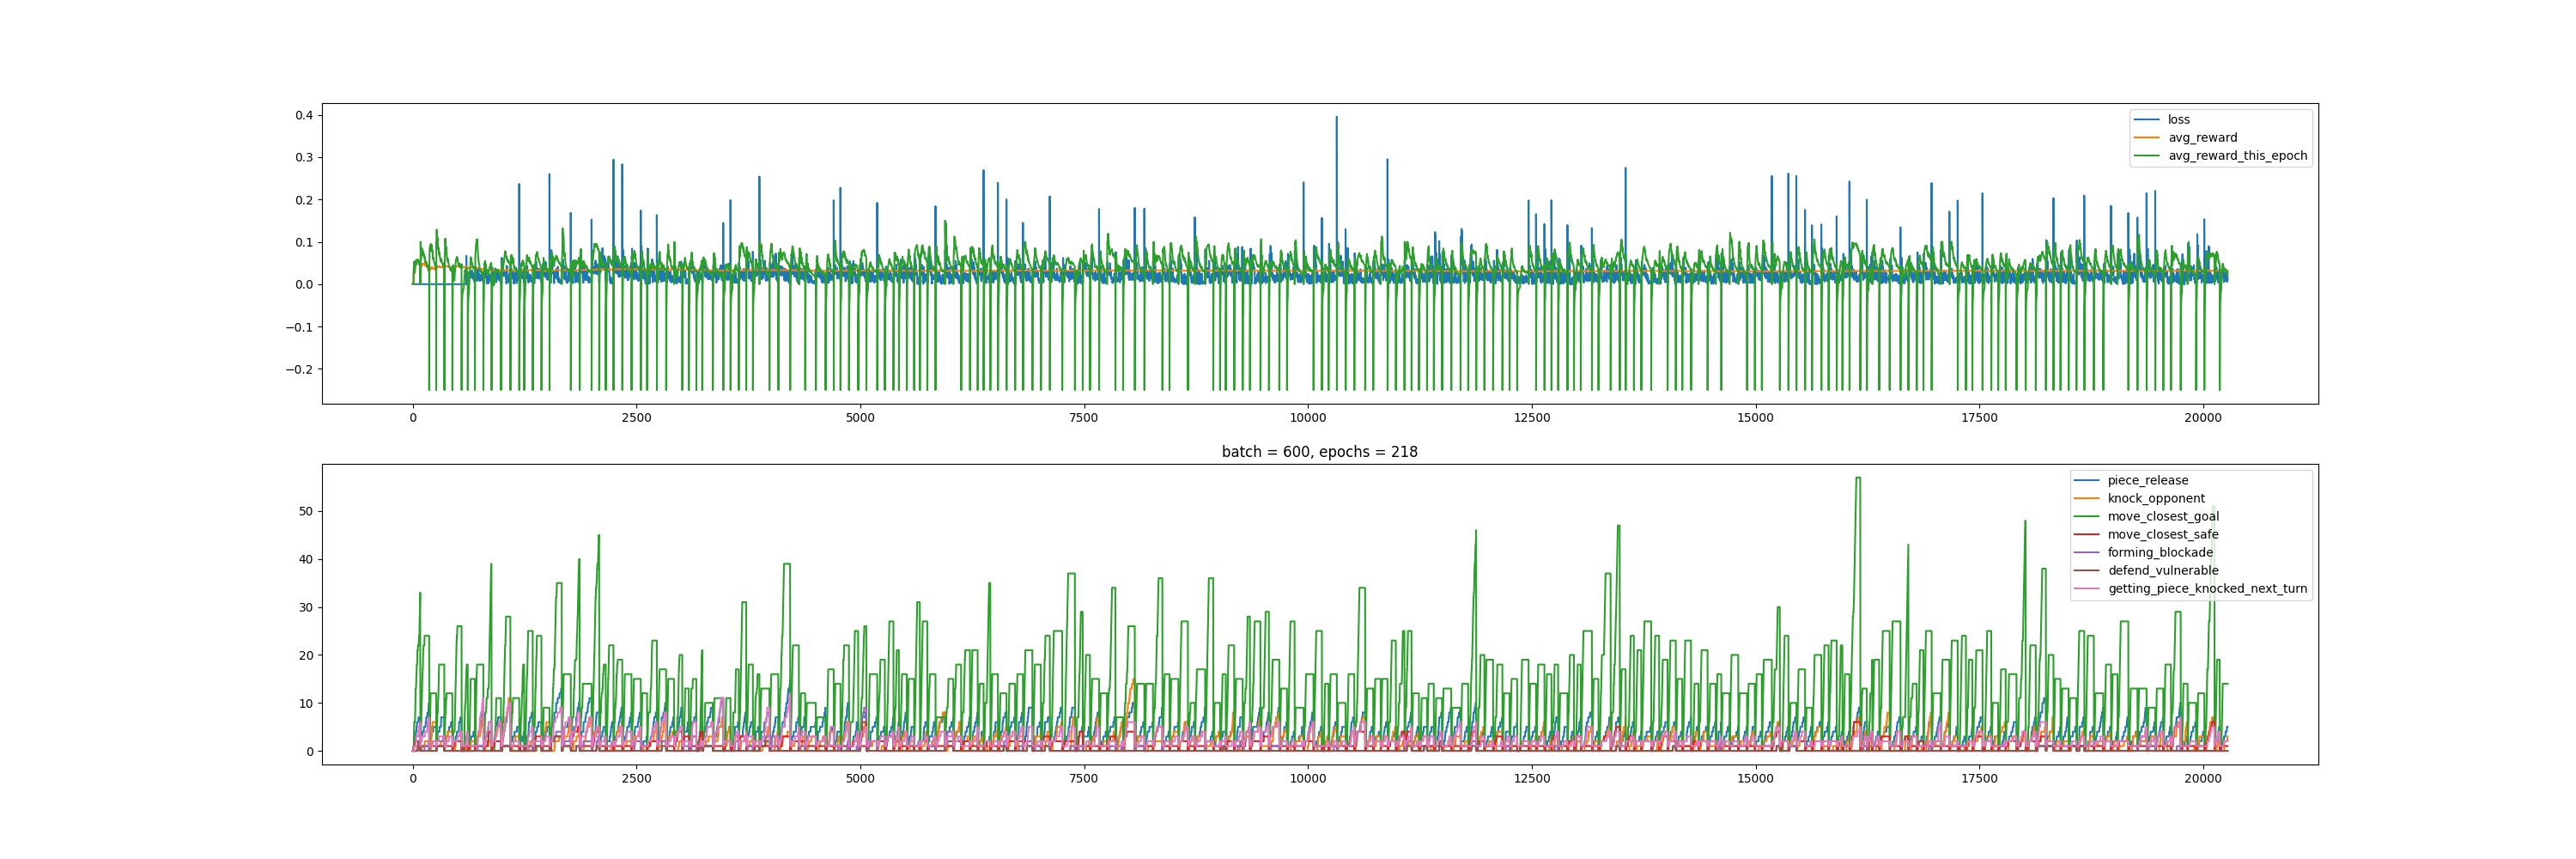 0.4
0.3
0.2
0.1
0.0
−0.1
−0.2
loss
avg_reward
avg_reward_this_epoch
0 2500 5000 7500 10000 12500 15000 17500 20000
batch = 600, epochs = 218
50
40
30
20
10
0
piece_release
knock_opponent
move_closest_goal
move_closest_safe
forming_blockade
defend_vulnerable
getting_piece_knocked_next_turn
0 2500 5000 7500 10000 12500 15000 17500 20000